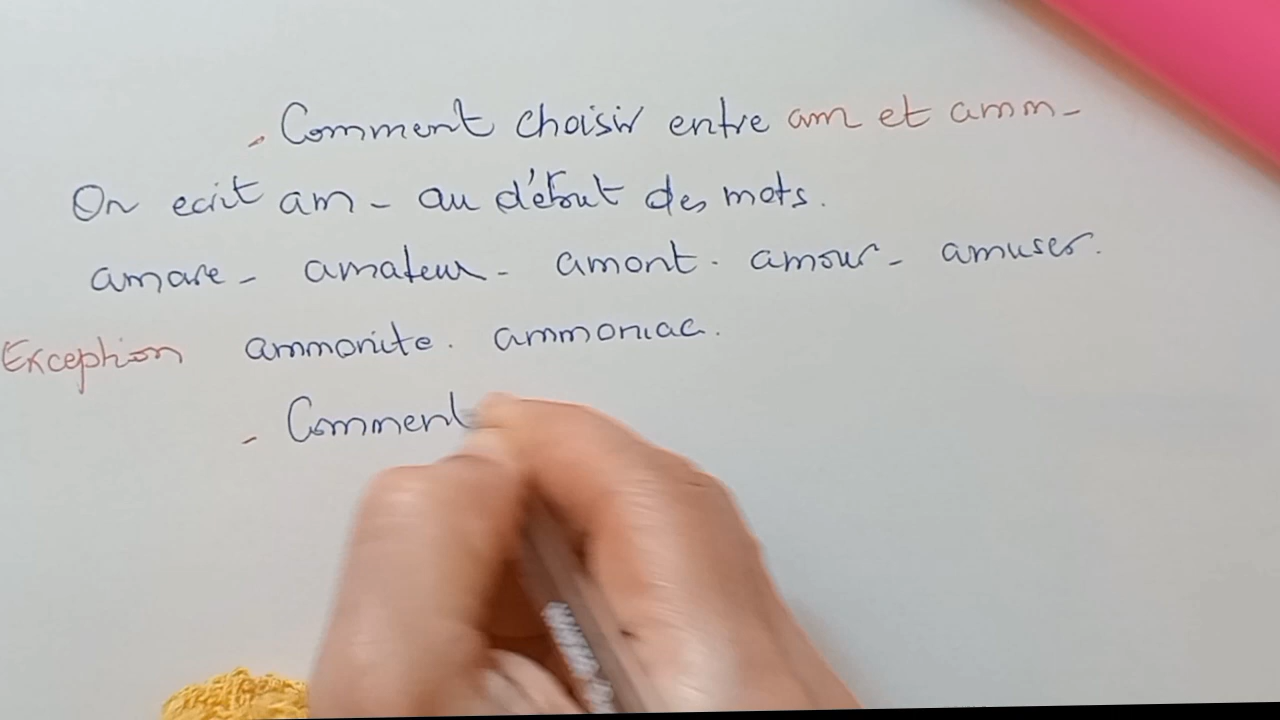 . Comment choisir entre am et amm-
On ecrit am - au début des mots.
amare - amateur - amont . amour - amuser.
Exception ammonite . ammoniac.
- Comment